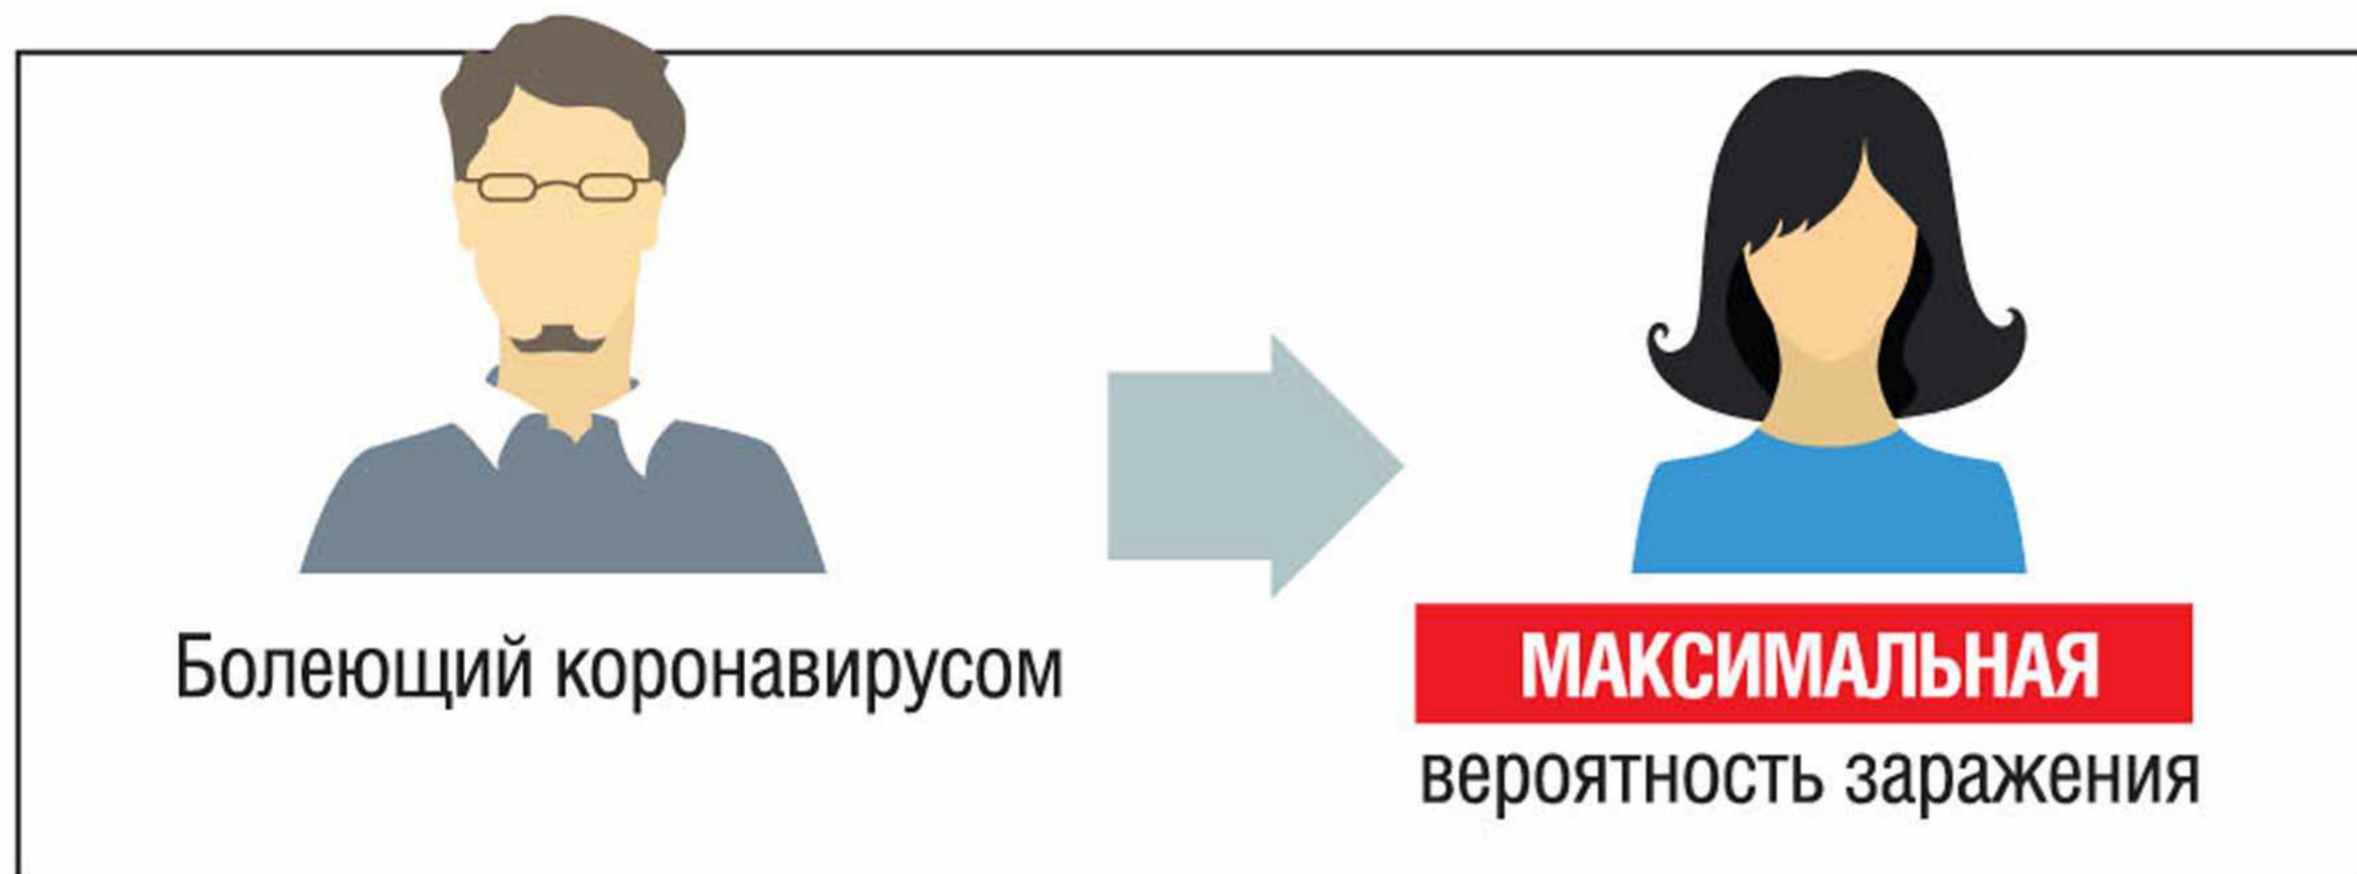 Болеющий коронавирусом
МАКСИМАЛЬНАЯ
вероятность заражения